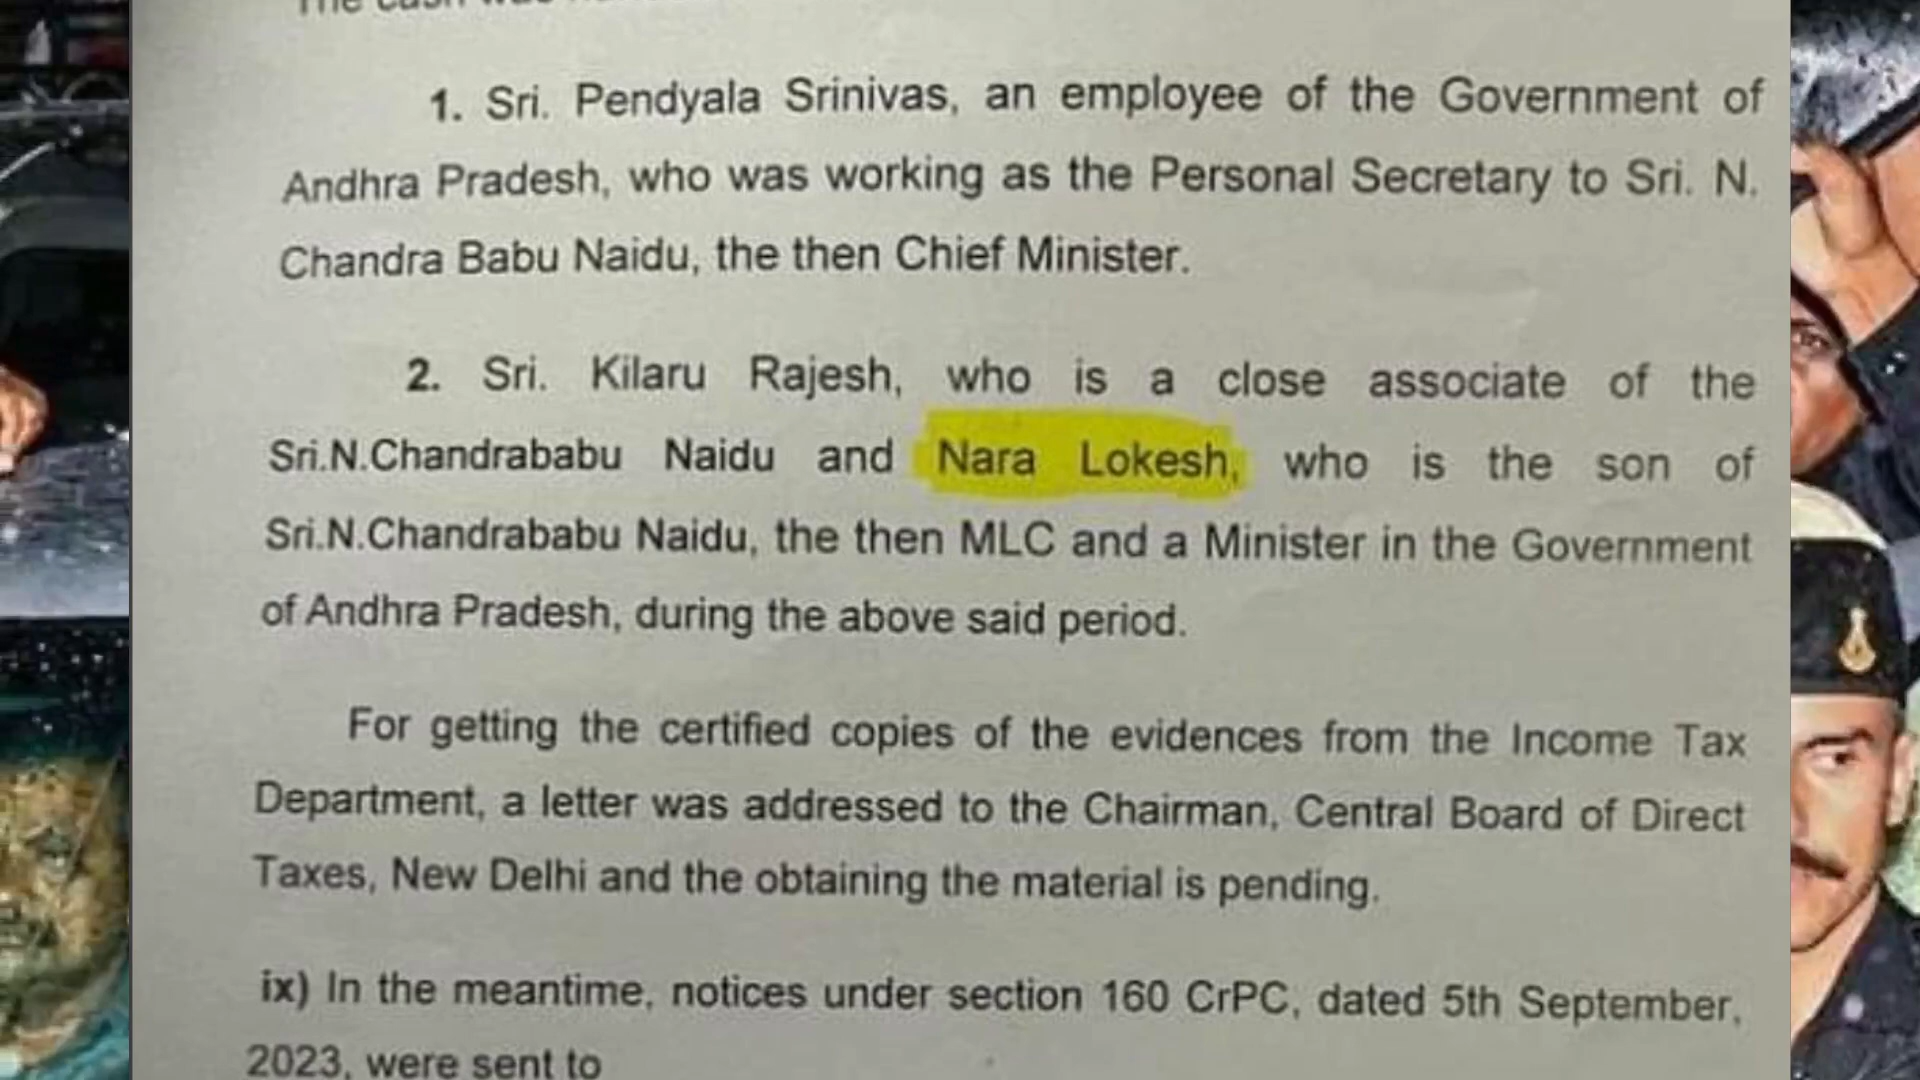 The cash was
1. Sri. Pendyala Srinivas, an employee of the Government of
Andhra Pradesh, who was working as the Personal Secretary to Sri. N.
Chandra Babu Naidu, the then Chief Minister.
2. Sri. Kilaru Rajesh, who is a close associate of the
Sri.N.Chandrababu Naidu and Nara Lokesh, who is the son of
Sri.N.Chandrababu Naidu, the then MLC and a Minister in the Government
of Andhra Pradesh, during the above said period.
For getting the certified copies of the evidences from the Income Tax
Department, a letter was addressed to the Chairman, Central Board of Direct
Taxes, New Delhi and the obtaining the material is pending.
ix) In the meantime, notices under section 160 CrPC, dated 5th September,
2023, were sent to